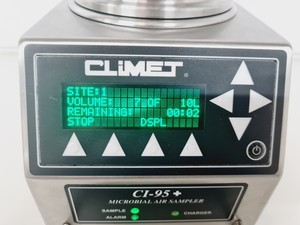 CLiMET®
SITE:1
VOLUME: 7 OF 10L
REMAINING: 00:02
STOP DSPL
CI-95+
MICROBIAL AIR SAMPLER
SAMPLE
CHARGER
ALARM